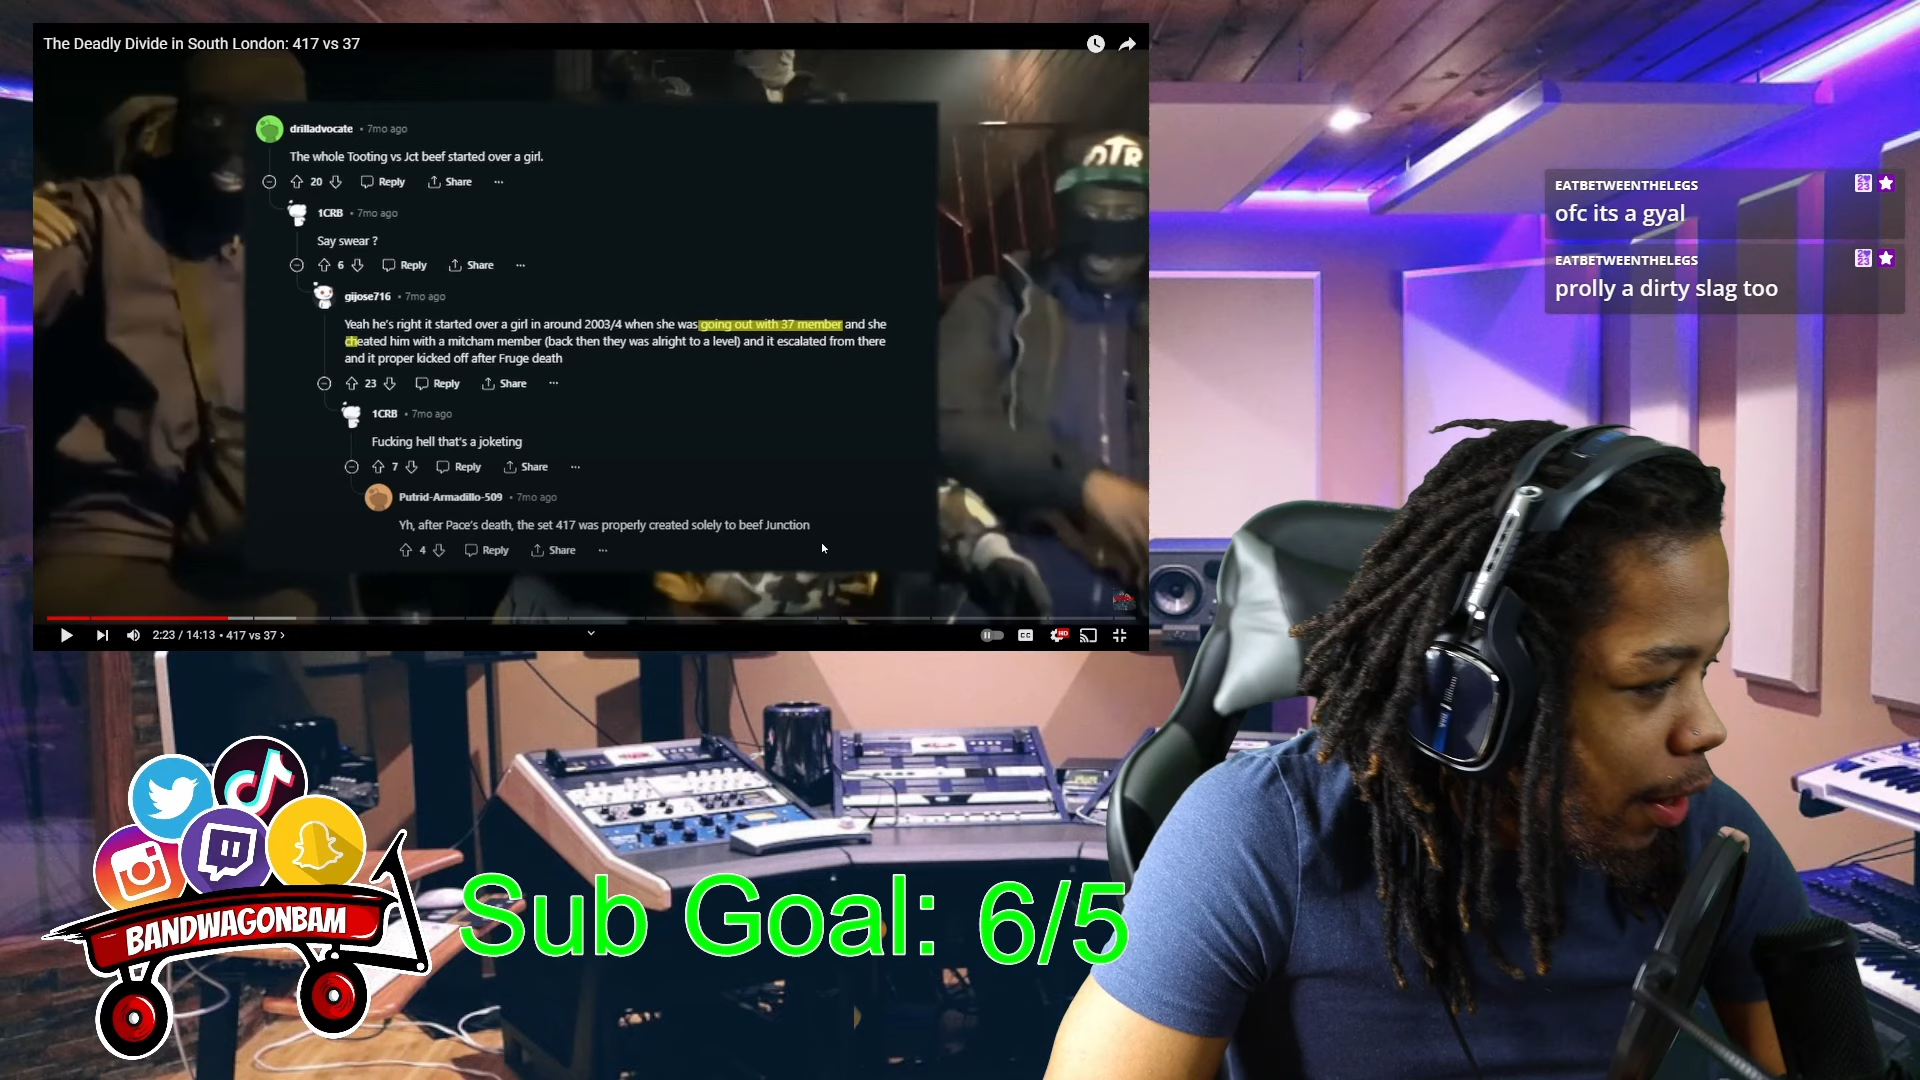 The Deadly Divide in South London: 417 vs 37
drilladvocate • 7mo ago
The whole Tooting vs Jct beef started over a girl.
20 Reply Share ...
1CRB • 7mo ago
Say swear ?
6 Reply Share ...
gijose716 • 7mo ago
Yeah he's right it started over a girl in around 2003/4 when she was going out with 37 member and she
cheated him with a mitcham member (back then they was alright to a level) and it escalated from there
and it proper kicked off after Fruge death
23 Reply Share ...
1CRB • 7mo ago
Fucking hell that's a joketing
7 Reply Share ...
Putrid-Armadillo-509 • 7mo ago
Yh, after Pace's death, the set 417 was properly created solely to beef Junction
4 Reply Share ...
OTR
2:23 / 14:13 • 417 vs 37 ›
CC
HD
EATBETWEENTHELEGS
ofc its a gyal
EATBETWEENTHELEGS
prolly a dirty slag too
BANDWAGONBAM
Sub Goal: 6/5